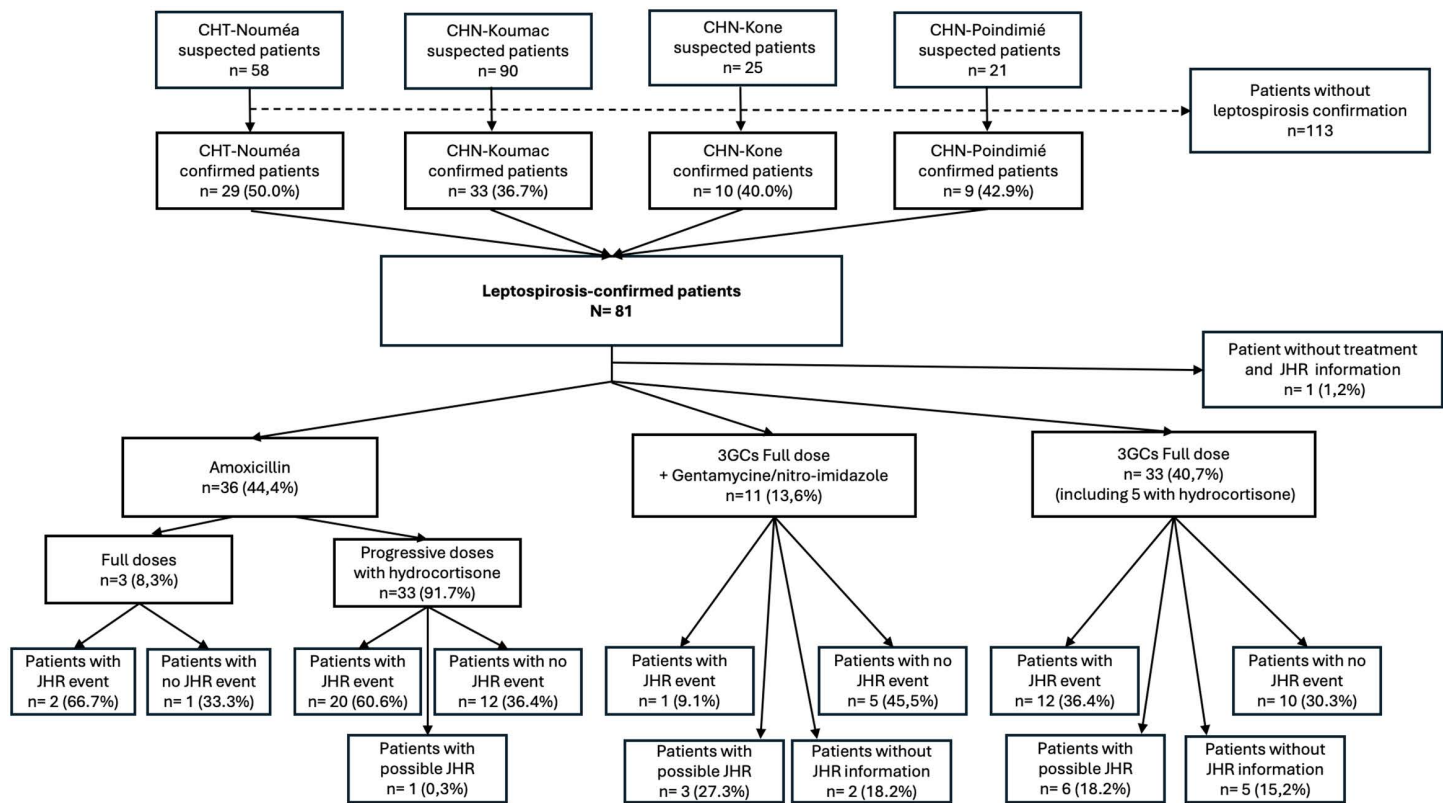 CHT-Nouméa
suspected patients
n= 58
CHN-Koumac
suspected patients
n= 90
CHN-Kone
suspected patients
n= 25
CHN-Poindimié
suspected patients
n= 21
Patients without
leptospirosis confirmation
n=113
CHT-Nouméa
confirmed patients
n= 29 (50.0%)
CHN-Koumac
confirmed patients
n= 33 (36.7%)
CHN-Kone
confirmed patients
n= 10 (40.0%)
CHN-Poindimié
confirmed patients
n= 9 (42.9%)
Leptospirosis-confirmed patients
N= 81
Patient without treatment
and JHR information
n= 1 (1,2%)
Amoxicillin
n=36 (44,4%)
3GCs Full dose
+ Gentamycine/nitro-imidazole
n=11 (13,6%)
3GCs Full dose
n= 33 (40,7%)
(including 5 with hydrocortisone)
Full doses
n=3 (8,3%)
Progressive doses
with hydrocortisone
n=33 (91.7%)
Patients with
JHR event
n= 2 (66.7%)
Patients with
no JHR event
n= 1 (33.3%)
Patients with
JHR event
n= 20 (60.6%)
Patients with no
JHR event
n= 12 (36.4%)
Patients with
JHR event
n= 1 (9.1%)
Patients with no
JHR event
n= 5 (45,5%)
Patients with
JHR event
n= 12 (36.4%)
Patients with no
JHR event
n= 10 (30.3%)
Patients with
possible JHR
n= 1 (0,3%)
Patients with
possible JHR
n= 3 (27.3%)
Patients without
JHR information
n= 2 (18.2%)
Patients with
possible JHR
n= 6 (18.2%)
Patients without
JHR information
n= 5 (15,2%)